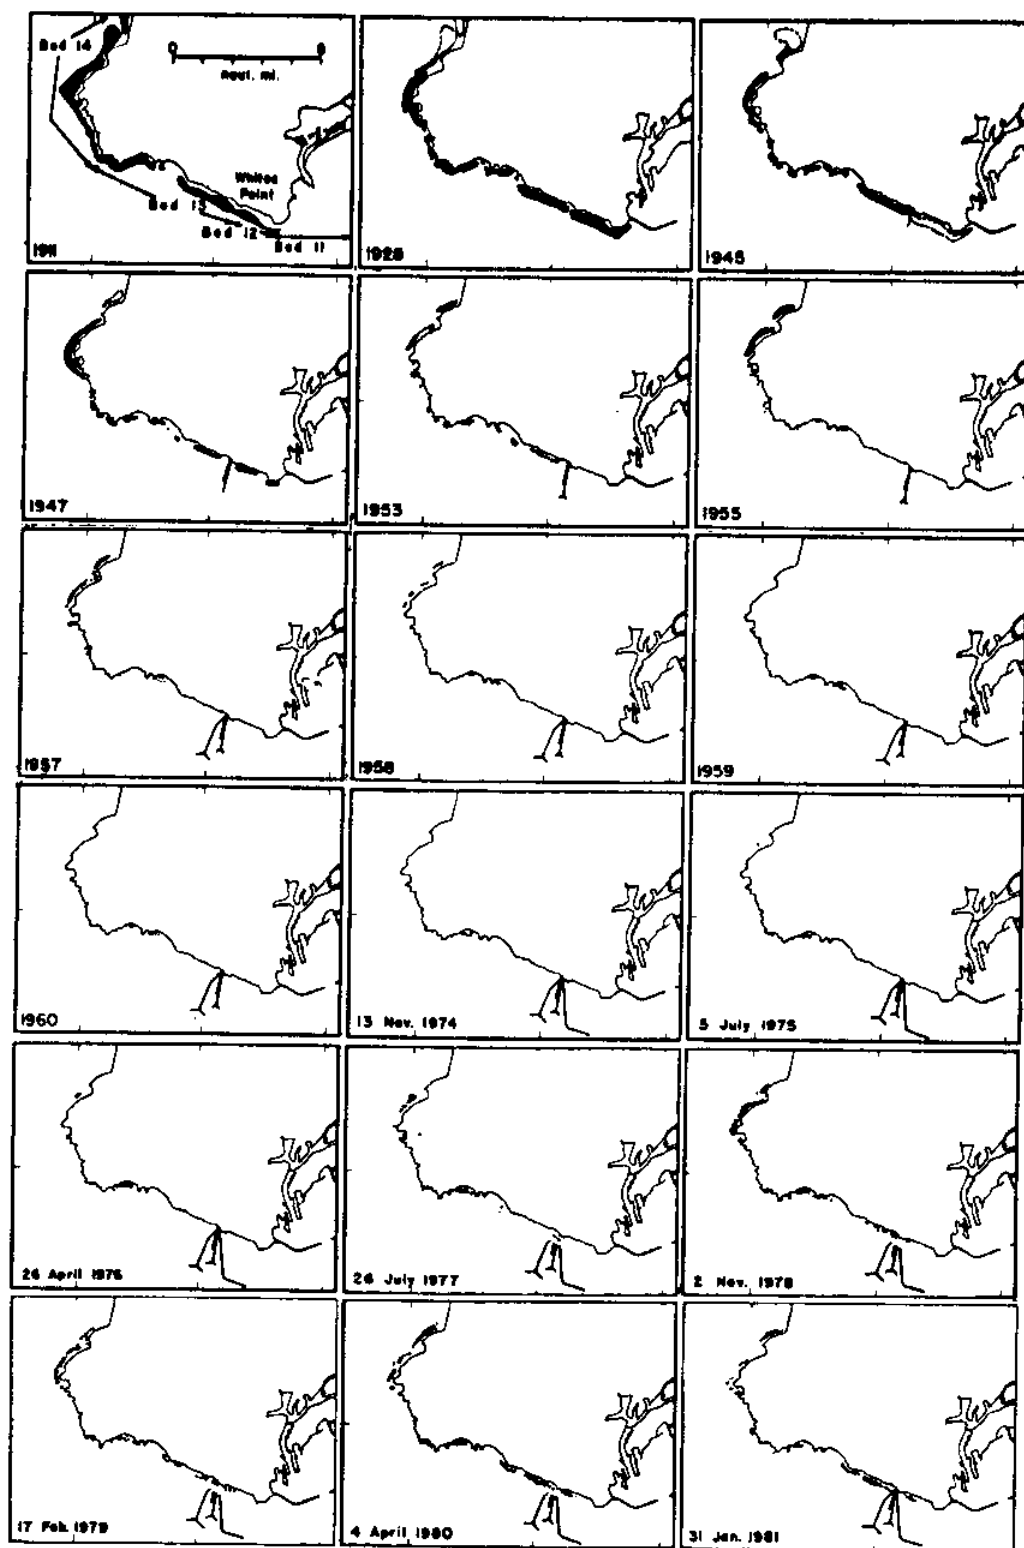 Bed 14
0 5
naut. mi.
Whites
Point
Bed 13
Bed 12
Bed 11
1911
1928
1945
1947
1953
1955
1957
1958
1959
1960
13 Nov. 1974
5 July 1975
26 April 1976
26 July 1977
2 Nov. 1978
17 Feb. 1979
4 April 1980
31 Jan. 1981